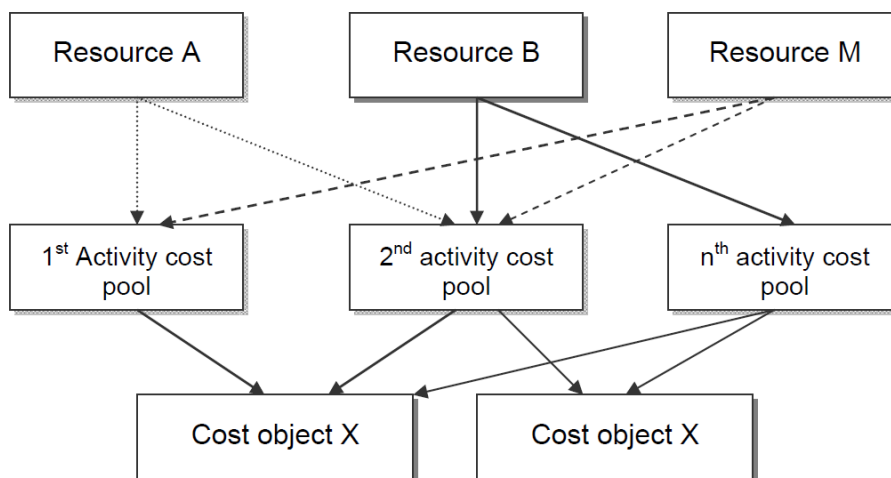 Resource A
Resource B
Resource M
1st Activity cost
pool
2nd activity cost
pool
nth activity cost
pool
Cost object X
Cost object X